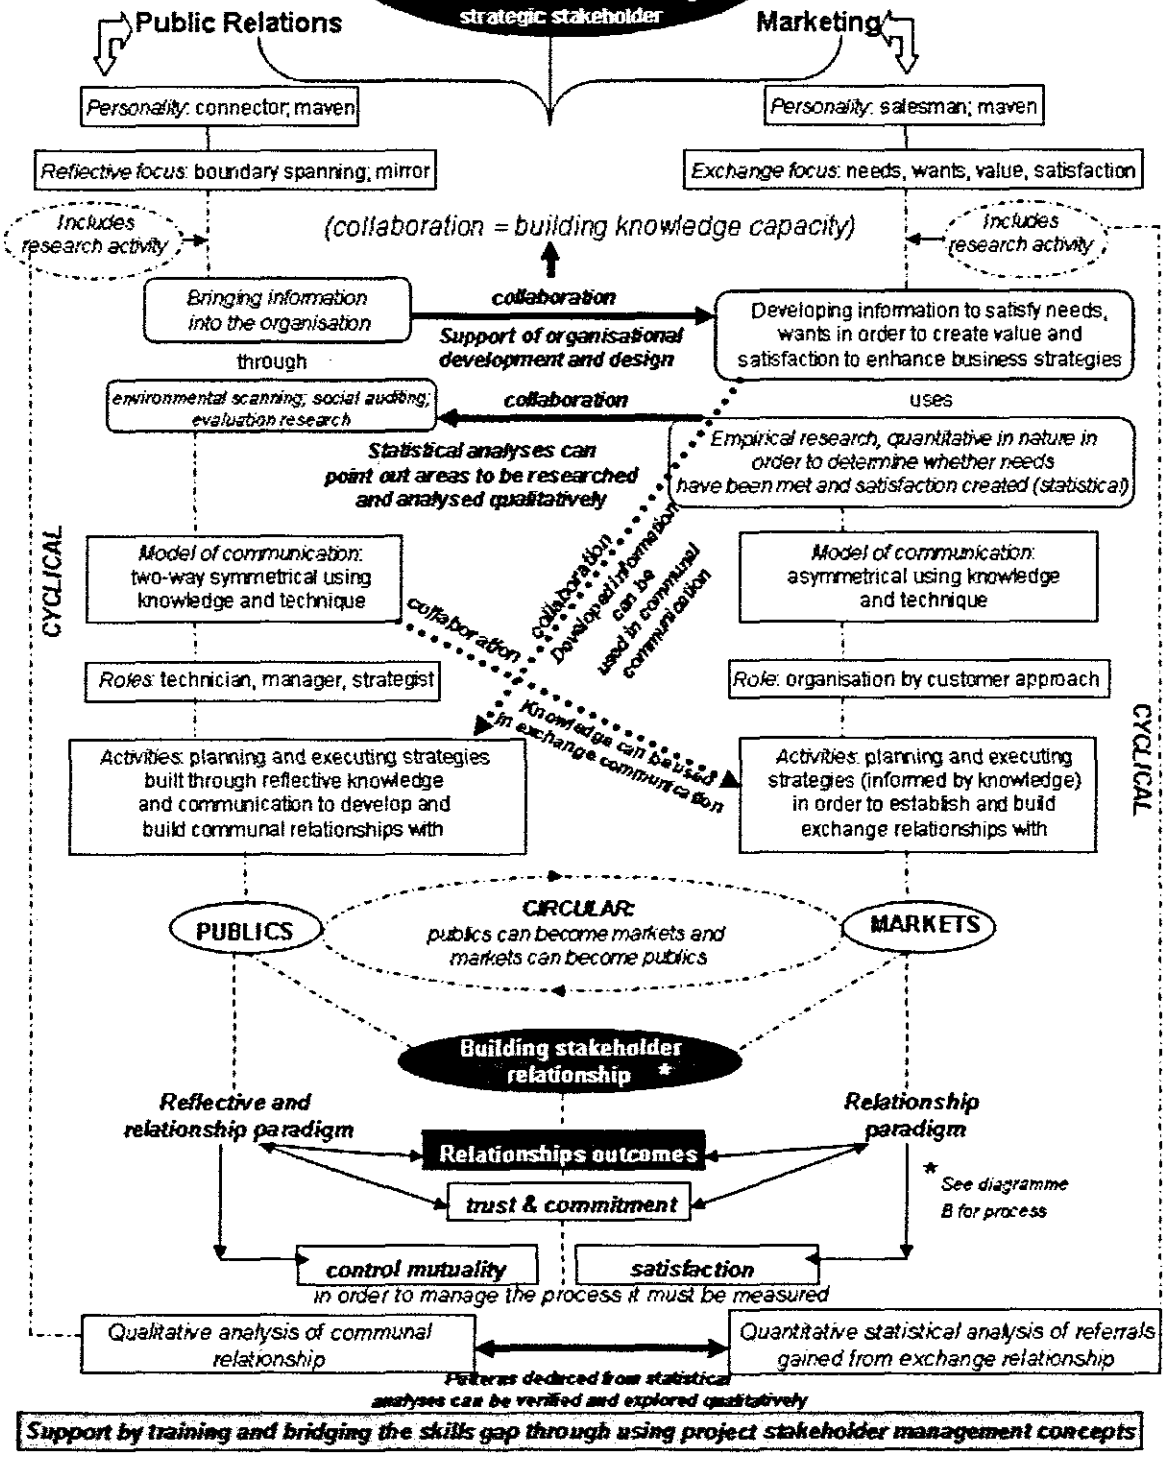 strategic stakeholder
Public Relations
Marketing
Personality: connector; maven
Personality: salesman; maven
Reflective focus: boundary spanning; mirror
Exchange focus: needs, wants, value, satisfaction
Includes
research activity
(collaboration = building knowledge capacity)
Includes
research activity
Bringing information
into the organisation
collaboration
Support of organisational
development and design
Developing information to satisfy needs,
wants in order to create value and
satisfaction to enhance business strategies
through
uses
environmental scanning; social auditing;
evaluation research
collaboration
Statistical analyses can
point out areas to be researched
and analysed qualitatively
Empirical research, quantitative in nature in
order to determine whether needs
have been met and satisfaction created (statistical)
CYCLICAL
Model of communication:
two-way symmetrical using
knowledge and technique
collaboration
collaboration
Developed information
can be
used in communal
communication
Model of communication:
asymmetrical using knowledge
and technique
Roles: technician, manager, strategist
Role: organisation by customer approach
Knowledge can be used
in exchange communication
CYCLICAL
Activities: planning and executing strategies
built through reflective knowledge
and communication to develop and
build communal relationships with
Activities: planning and executing
strategies (informed by knowledge)
in order to establish and build
exchange relationships with
PUBLICS
CIRCULAR:
publics can become markets and
markets can become publics
MARKETS
Building stakeholder
relationship *
Reflective and
relationship paradigm
Relationship
paradigm
Relationships outcomes
trust & commitment
* See diagramme
B for process
control mutuality
satisfaction
in order to manage the process it must be measured
Qualitative analysis of communal
relationship
Quantitative statistical analysis of referrals
gained from exchange relationship
Patterns deduced from statistical
analyses can be verified and explored qualitatively
Support by training and bridging the skills gap through using project stakeholder management concepts